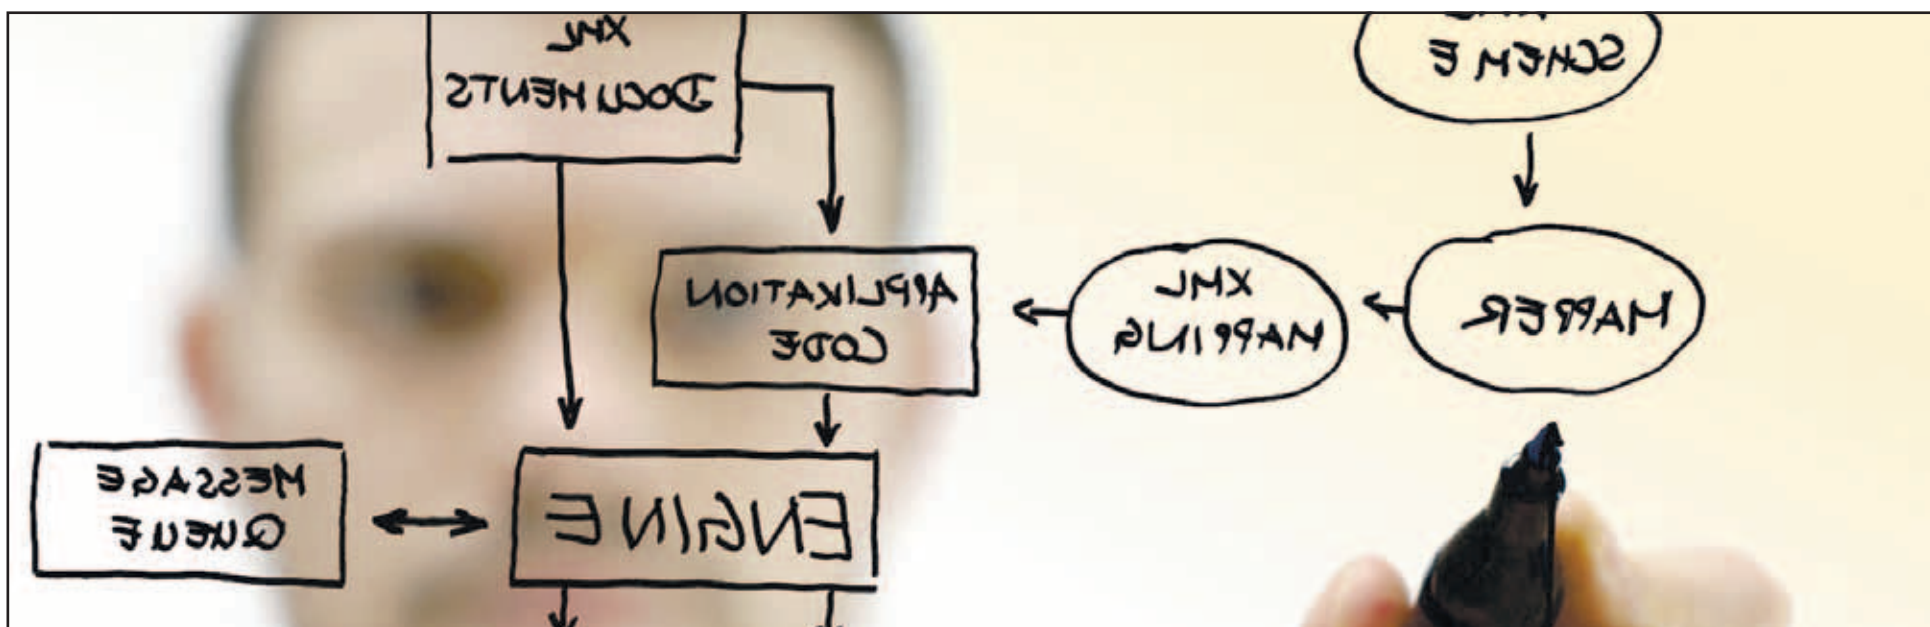 XML
DOCUMENTS
SCHEME
APPLIKATION
CODE
XML
MAPPING
MAPPER
MESSAGE
QUEUE
ENGINE